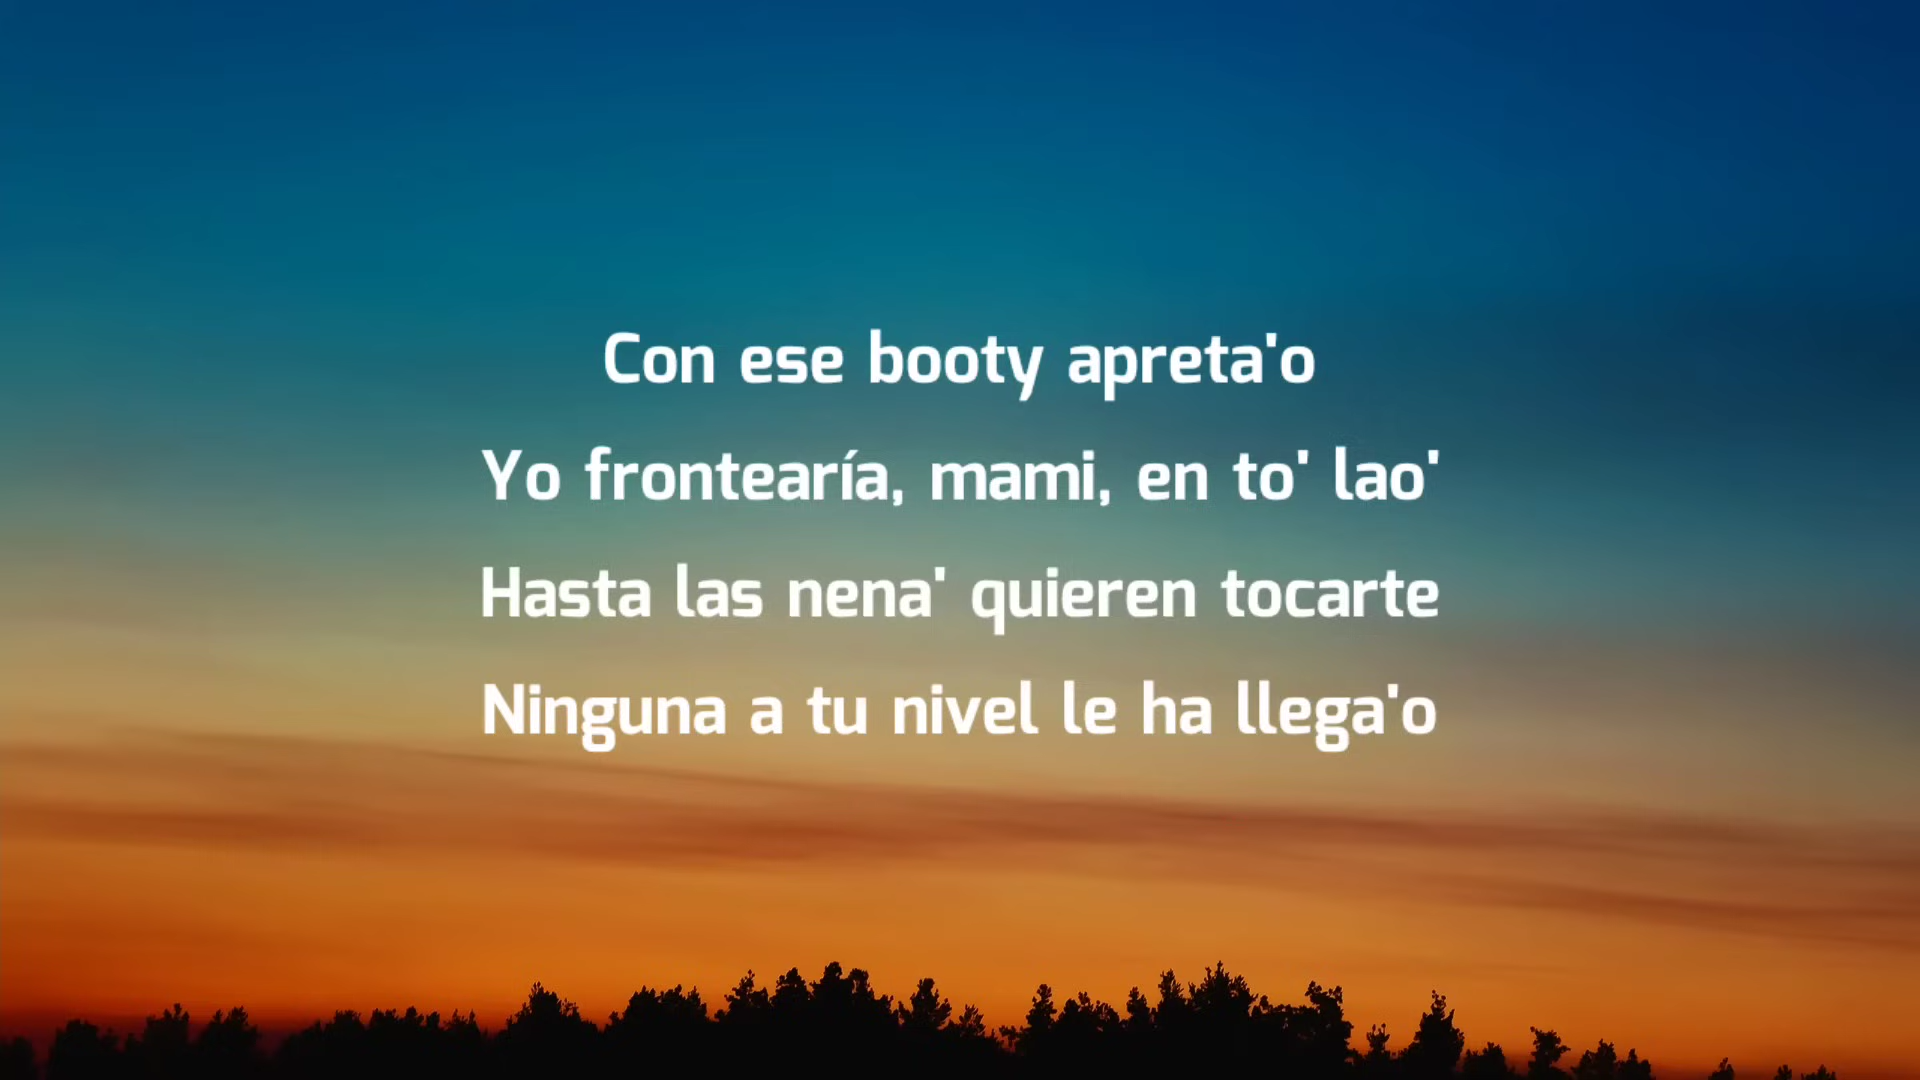 Con ese booty apreta'o
Yo frontearía, mami, en to' lao'
Hasta las nena' quieren tocarte
Ninguna a tu nivel le ha llega'o